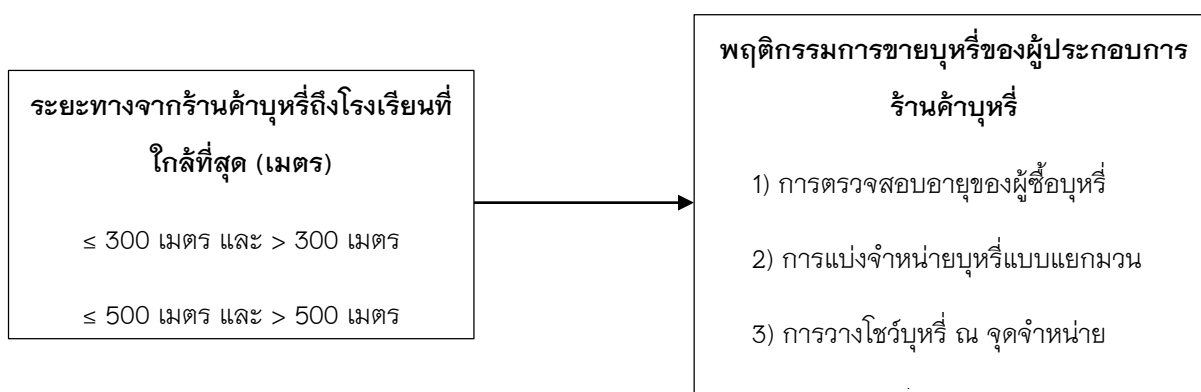 ระยะทางจากร้านค้าบุหรี่ถึงโรงเรียนที่
ใกล้ที่สุด (เมตร)
≤ 300 เมตร และ > 300 เมตร
≤ 500 เมตร และ > 500 เมตร
พฤติกรรมการขายบุหรี่ของผู้ประกอบการ
ร้านค้าบุหรี่
1) การตรวจสอบอายุของผู้ซื้อบุหรี่
2) การแบ่งจำหน่ายบุหรี่แบบแยกมวน
3) การวางโชว์บุหรี่ ณ จุดจำหน่าย